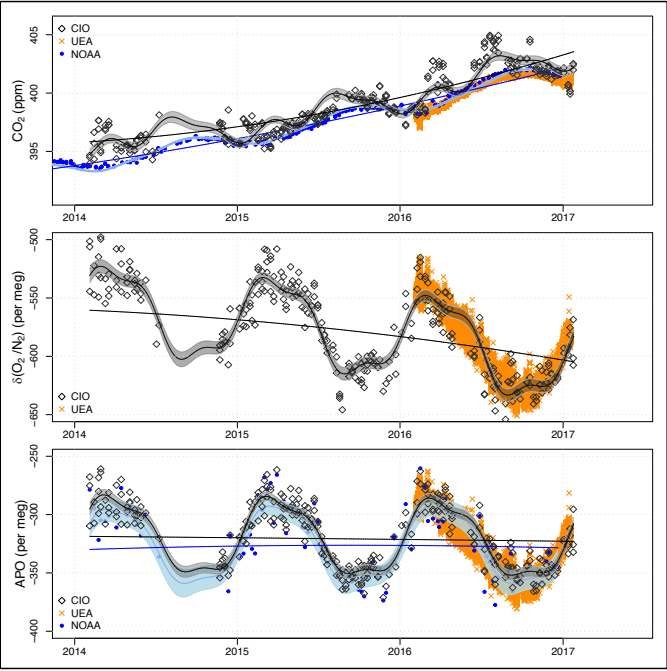 CO₂ (ppm)
405
400
395
CIO
UEA
NOAA
2014 2015 2016 2017
δ(O₂ /N₂) (per meg)
−500
−550
−600
−650
CIO
UEA
2014 2015 2016 2017
APO (per meg)
−250
−300
−350
−400
CIO
UEA
NOAA
2014 2015 2016 2017